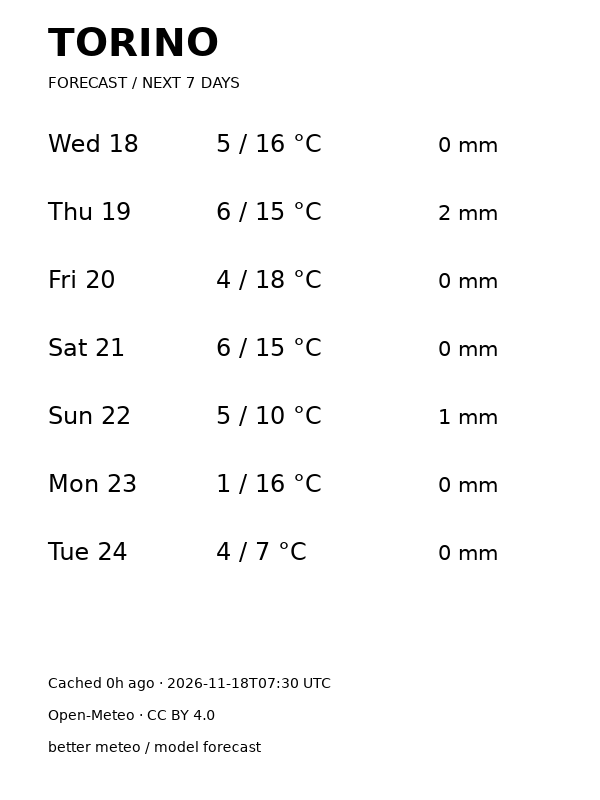 TORINO
FORECAST / NEXT 7 DAYS
Wed 18 5 / 16 °C 0 mm
Thu 19 6 / 15 °C 2 mm
Fri 20 4 / 18 °C 0 mm
Sat 21 6 / 15 °C 0 mm
Sun 22 5 / 10 °C 1 mm
Mon 23 1 / 16 °C 0 mm
Tue 24 4 / 7 °C 0 mm
Cached 0h ago · 2026-11-18T07:30 UTC
Open-Meteo · CC BY 4.0
better meteo / model forecast